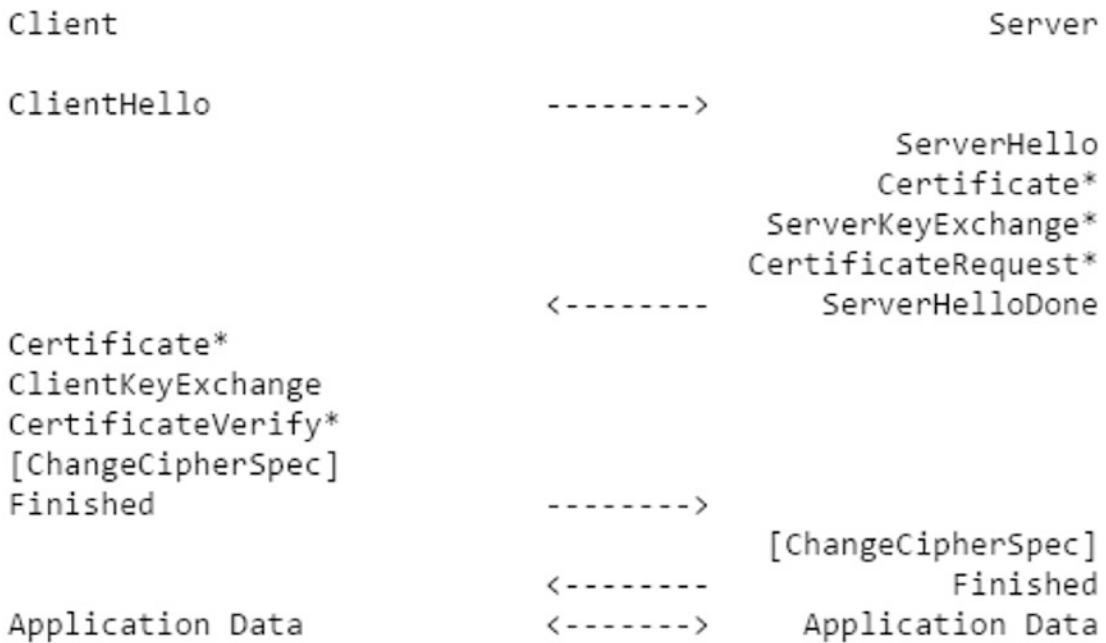 Client Server
ClientHello -------->
ServerHello
Certificate*
ServerKeyExchange*
CertificateRequest*
<-------- ServerHelloDone
Certificate*
ClientKeyExchange
CertificateVerify*
[ChangeCipherSpec]
Finished -------->
[ChangeCipherSpec]
<-------- Finished
Application Data <-------> Application Data